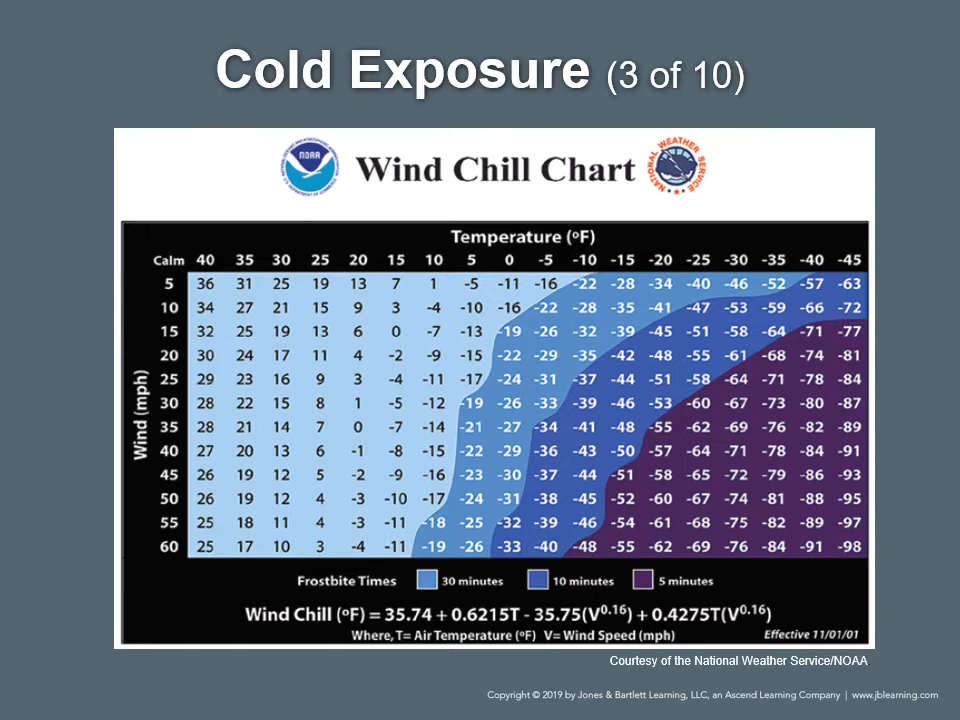 Cold Exposure (3 of 10)
NOAA
Wind Chill Chart
NATIONAL WEATHER SERVICE
Temperature (ºF)
Calm 40 35 30 25 20 15 10 5 0 -5 -10 -15 -20 -25 -30 -35 -40 -45
Wind (mph)
5 36 31 25 19 13 7 1 -5 -11 -16 -22 -28 -34 -40 -46 -52 -57 -63
10 34 27 21 15 9 3 -4 -10 -16 -22 -28 -35 -41 -47 -53 -59 -66 -72
15 32 25 19 13 6 0 -7 -13 -19 -26 -32 -39 -45 -51 -58 -64 -71 -77
20 30 24 17 11 4 -2 -9 -15 -22 -29 -35 -42 -48 -55 -61 -68 -74 -81
25 29 23 16 9 3 -4 -11 -17 -24 -31 -37 -44 -51 -58 -64 -71 -78 -84
30 28 22 15 8 1 -5 -12 -19 -26 -33 -39 -46 -53 -60 -67 -73 -80 -87
35 28 21 14 7 0 -7 -14 -21 -27 -34 -41 -48 -55 -62 -69 -76 -82 -89
40 27 20 13 6 -1 -8 -15 -22 -29 -36 -43 -50 -57 -64 -71 -78 -84 -91
45 26 19 12 5 -2 -9 -16 -23 -30 -37 -44 -51 -58 -65 -72 -79 -86 -93
50 26 19 12 4 -3 -10 -17 -24 -31 -38 -45 -52 -60 -67 -74 -81 -88 -95
55 25 18 11 4 -3 -11 -18 -25 -32 -39 -46 -54 -61 -68 -75 -82 -89 -97
60 25 17 10 3 -4 -11 -19 -26 -33 -40 -48 -55 -62 -69 -76 -84 -91 -98
Frostbite Times 30 minutes 10 minutes 5 minutes
Wind Chill (ºF) = 35.74 + 0.6215T - 35.75(V^0.16) + 0.4275T(V^0.16)
Where, T= Air Temperature (ºF) V= Wind Speed (mph)
Effective 11/01/01
Courtesy of the National Weather Service/NOAA
Copyright © 2019 by Jones & Bartlett Learning, LLC, an Ascend Learning Company | www.jblearning.com